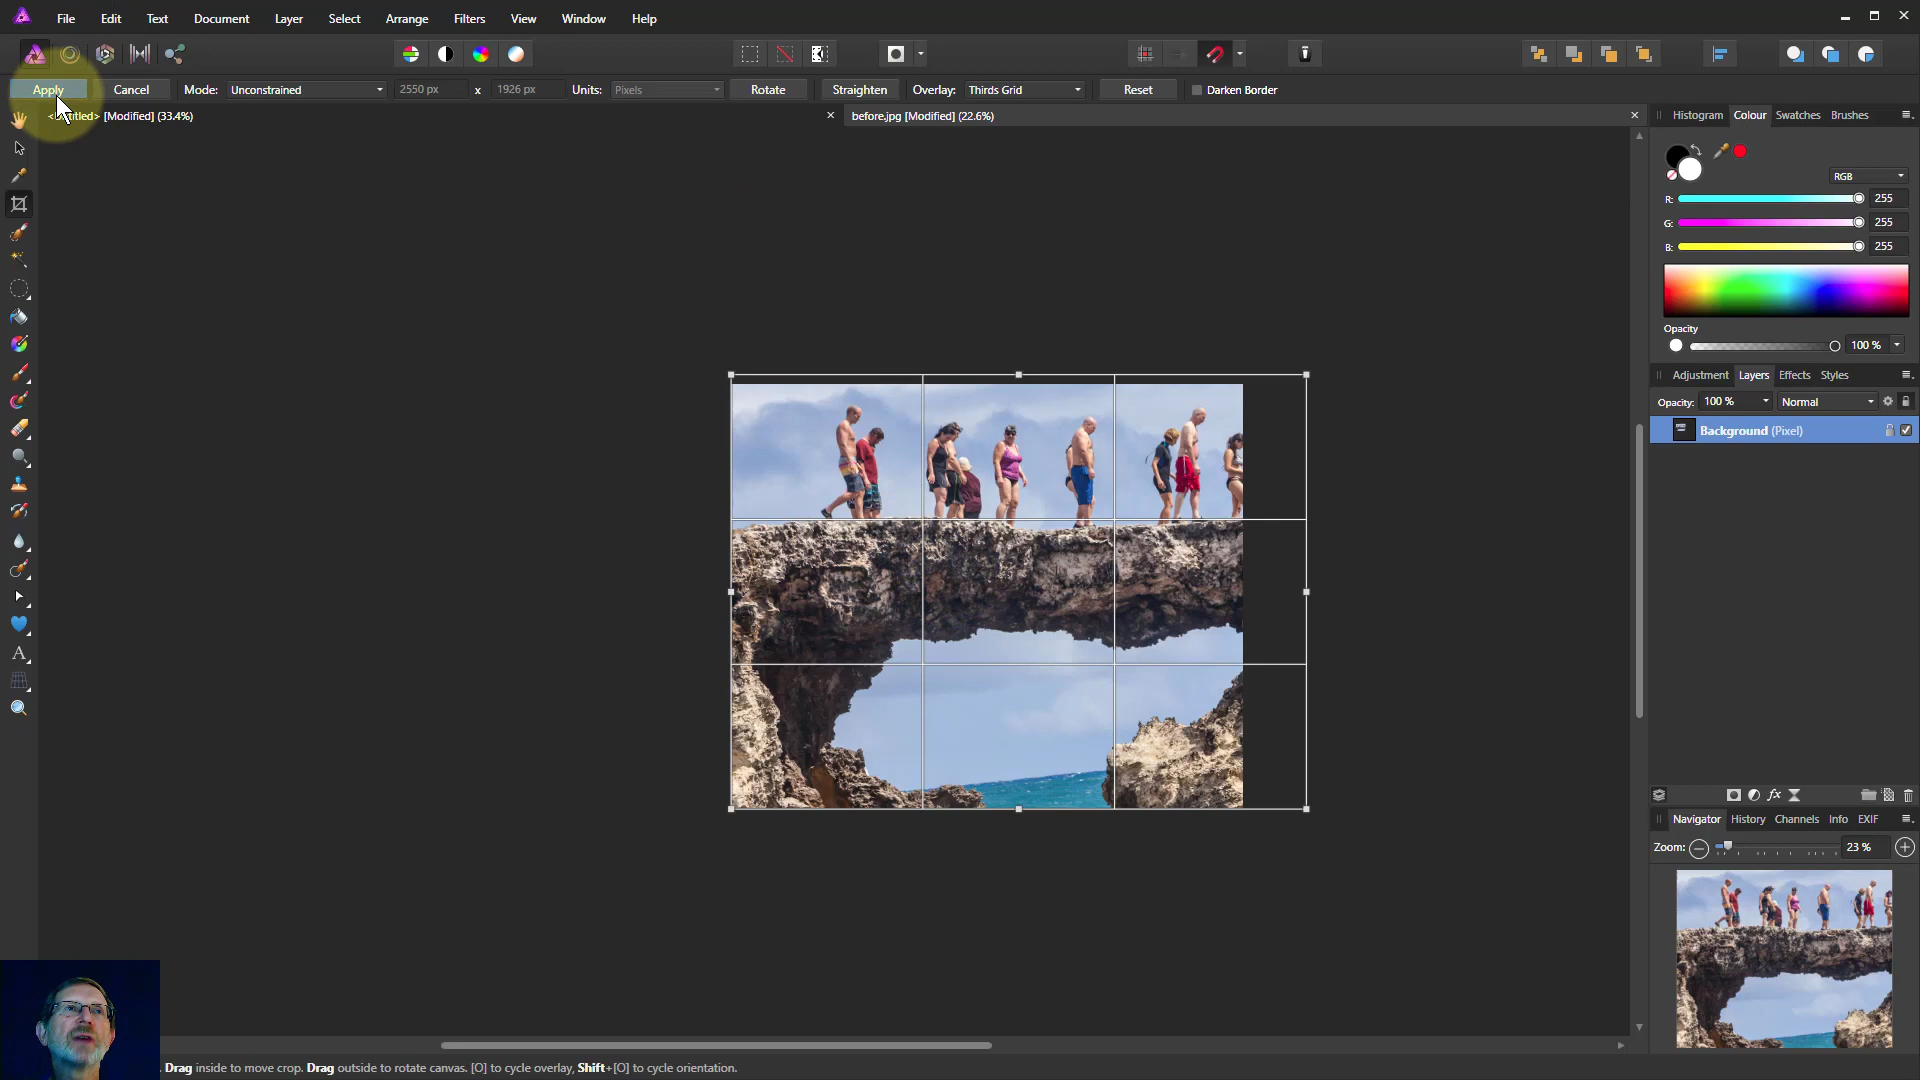 File Edit Text Document Layer Select Arrange Filters View Window Help
Apply Cancel Mode: Unconstrained 2550 px x 1926 px Units: Pixels Rotate Straighten Overlay: Thirds Grid Reset Darken Border
<Untitled> [Modified] (33.4%) before.jpg [Modified] (22.6%)
Histogram Colour Swatches Brushes
RGB
R: 255
G: 255
B: 255
Opacity
100 %
Adjustment Layers Effects Styles
Opacity: 100 % Normal
Background (Pixel)
fx
Navigator History Channels Info EXIF
Zoom: 23 %
Drag inside to move crop. Drag outside to rotate canvas. [O] to cycle overlay, Shift+[O] to cycle orientation.